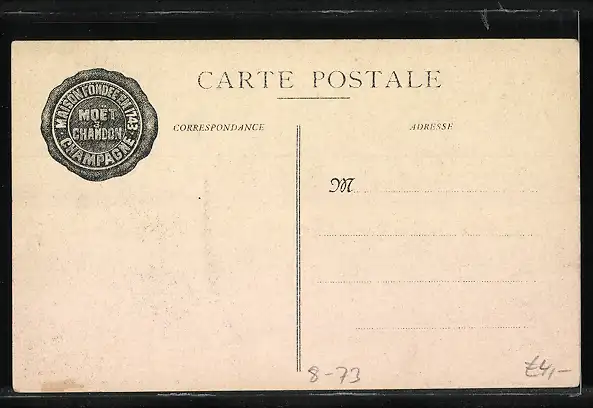 CARTE POSTALE
MAISON FONDÉE EN 1743
MOËT
&
CHANDON
CHAMPAGNE
CORRESPONDANCE
ADRESSE
M
8-73
£4,-